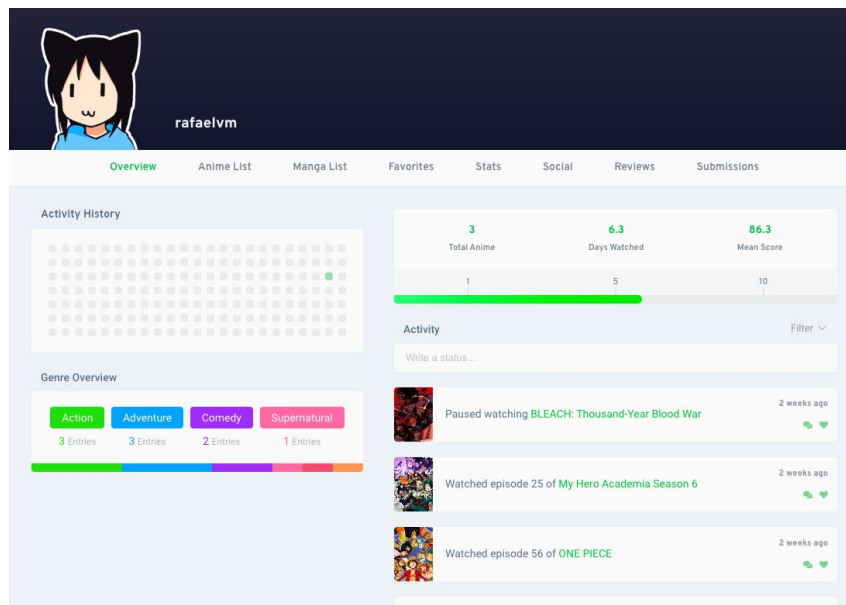 rafaelvm
Overview Anime List Manga List Favorites Stats Social Reviews Submissions
Activity History
Genre Overview
Action Adventure Comedy Supernatural
3 Entries 3 Entries 2 Entries 1 Entries
3 6.3 86.3
Total Anime Days Watched Mean Score
1 5 10
Activity Filter
Write a status...
Paused watching BLEACH: Thousand-Year Blood War
2 weeks ago
Watched episode 25 of My Hero Academia Season 6
2 weeks ago
Watched episode 56 of ONE PIECE
2 weeks ago